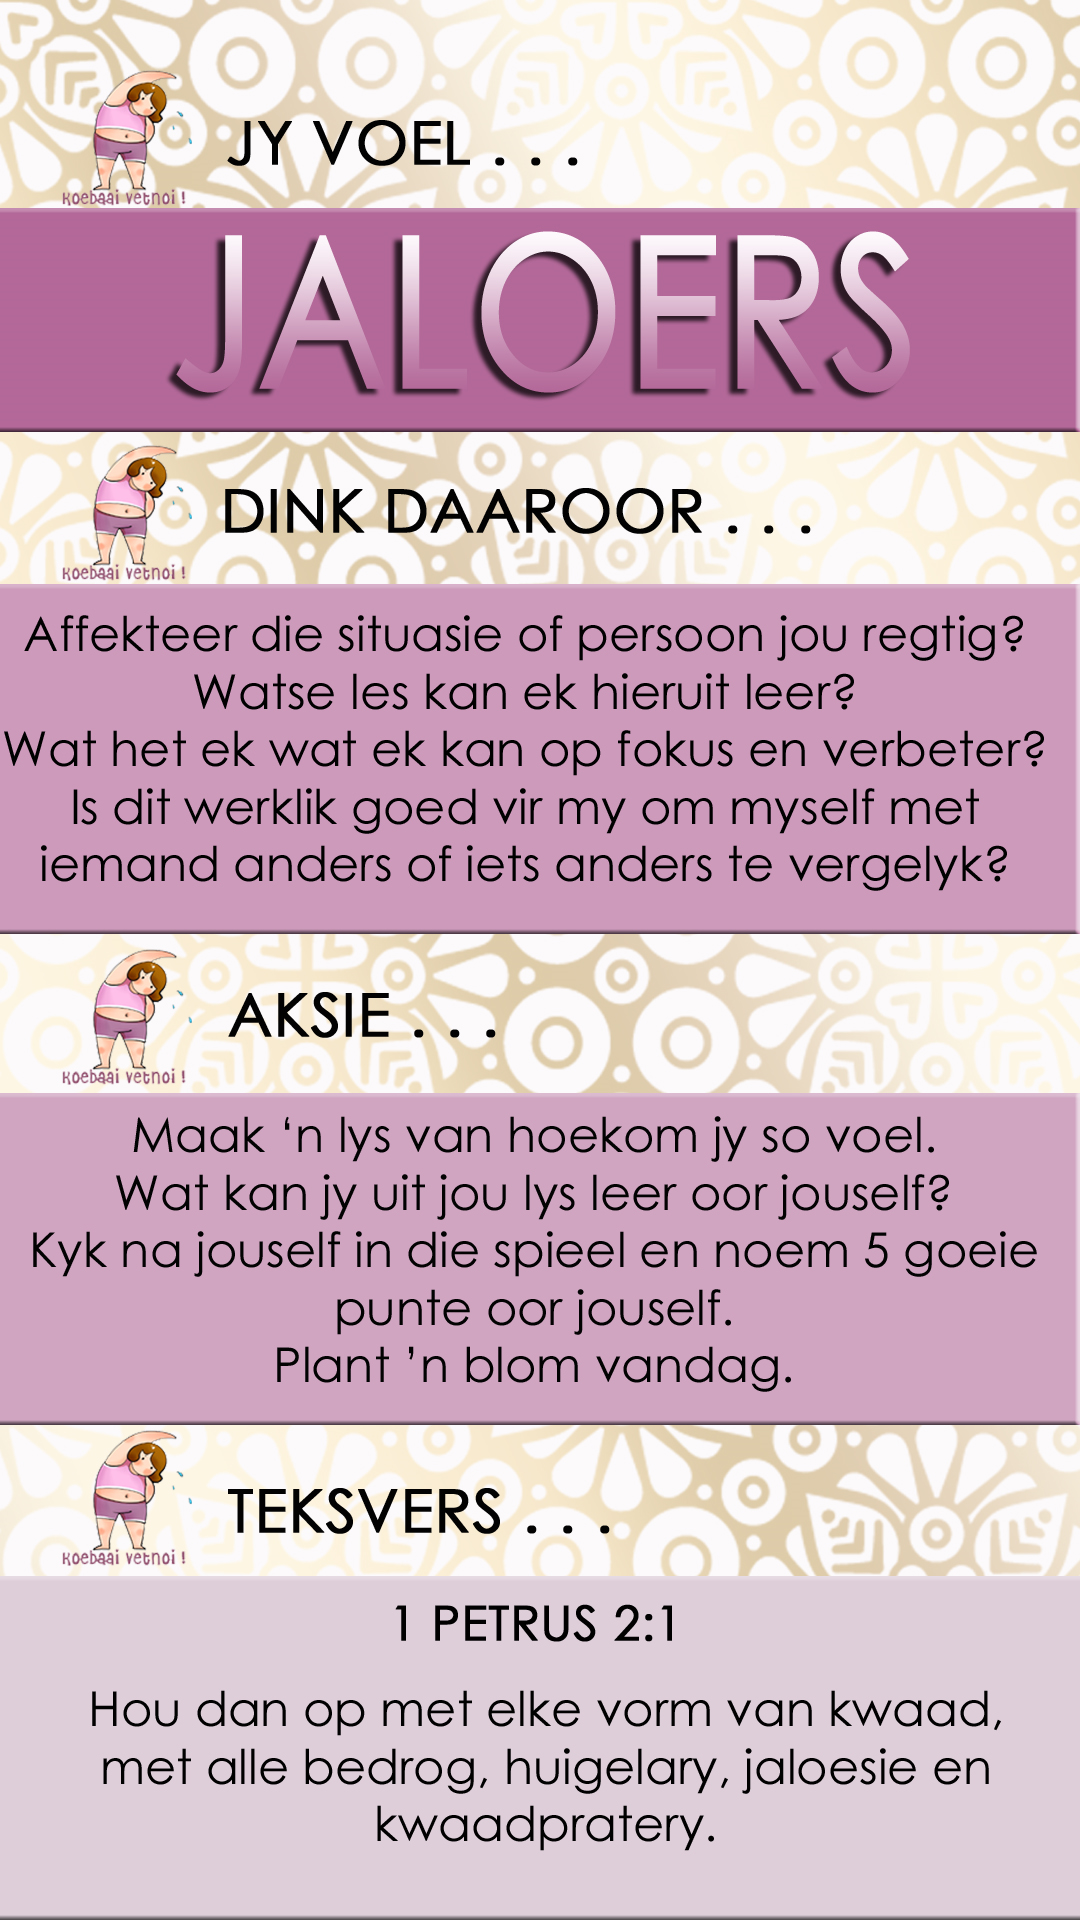 JY VOEL . . .
Koebaai vetnoi !
JALOERS
DINK DAAROOR . . .
Koebaai vetnoi !
Affekteer die situasie of persoon jou regtig?
Watse les kan ek hieruit leer?
Wat het ek wat ek kan op fokus en verbeter?
Is dit werklik goed vir my om myself met
iemand anders of iets anders te vergelyk?
AKSIE . . .
Koebaai vetnoi !
Maak ‘n lys van hoekom jy so voel.
Wat kan jy uit jou lys leer oor jouself?
Kyk na jouself in die spieel en noem 5 goeie
punte oor jouself.
Plant ’n blom vandag.
TEKSVERS . . .
Koebaai vetnoi !
1 PETRUS 2:1
Hou dan op met elke vorm van kwaad,
met alle bedrog, huigelary, jaloesie en
kwaadpratery.